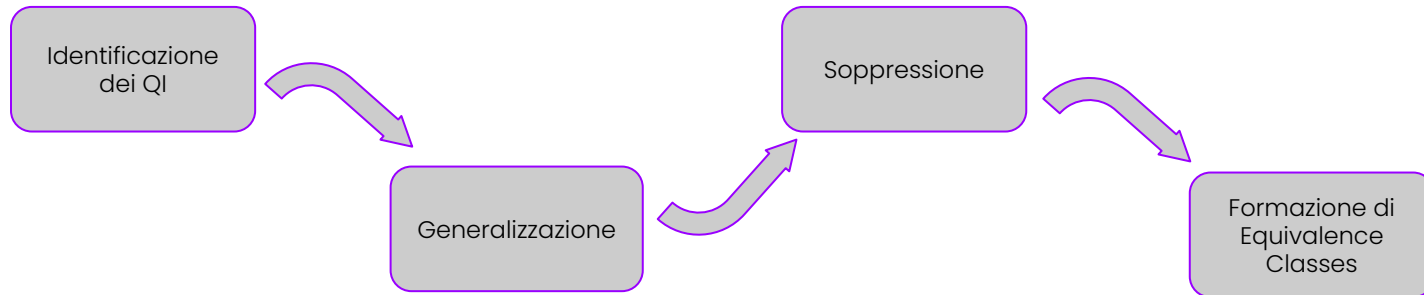 Identificazione
dei QI
Generalizzazione
Soppressione
Formazione di
Equivalence
Classes